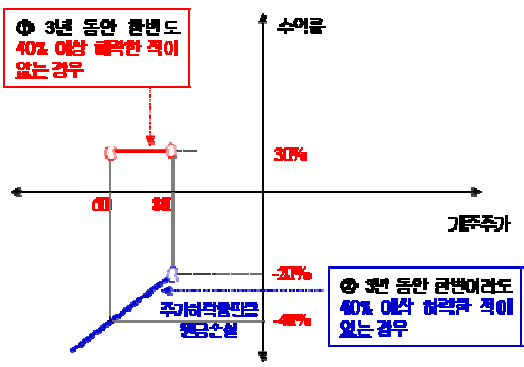 ① 3년 동안 한번도
40% 이상 하락한 적이
없는 경우
수익률
30%
60
80
기준주가
-20%
② 3년 동안 한번이라도
40% 이상 하락한 적이
있는 경우
주가하락률만큼
원금손실
-40%